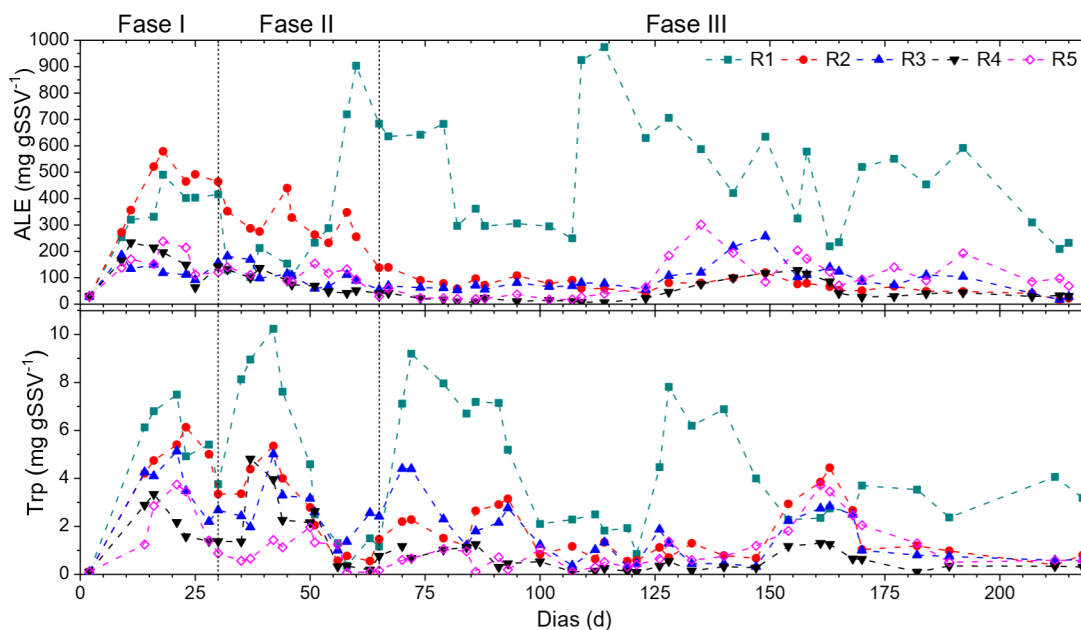 Fase I Fase II Fase III
1000
900
800
700
600
500
400
300
200
100
0
ALE (mg gSSV⁻¹)
R1 R2 R3 R4 R5
10
8
6
4
2
0
Trp (mg gSSV⁻¹)
0 25 50 75 100 125 150 175 200
Dias (d)